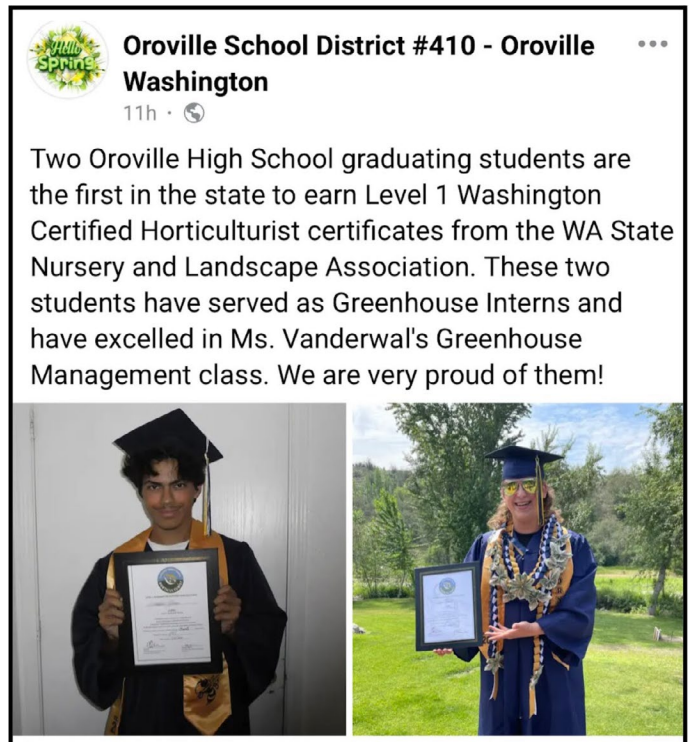 Hello
Spring
Oroville School District #410 - Oroville
Washington
11h ·
Two Oroville High School graduating students are
the first in the state to earn Level 1 Washington
Certified Horticulturist certificates from the WA State
Nursery and Landscape Association. These two
students have served as Greenhouse Interns and
have excelled in Ms. Vanderwal's Greenhouse
Management class. We are very proud of them!